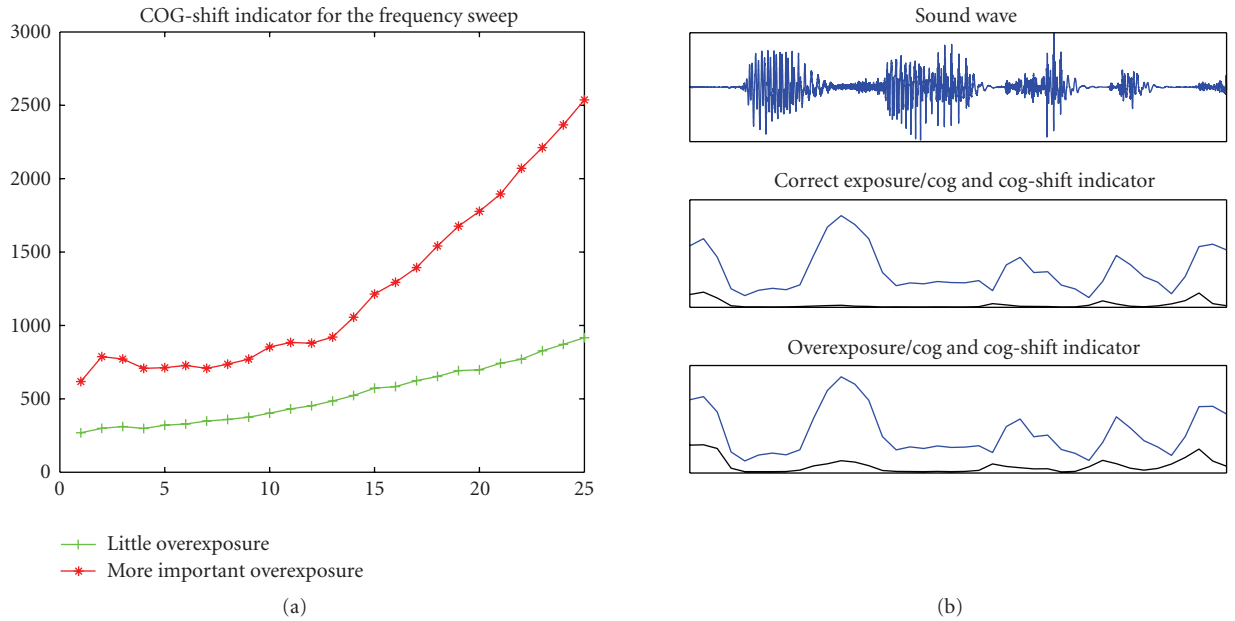 COG-shift indicator for the frequency sweep
3000
2500
2000
1500
1000
500
0
0 5 10 15 20 25
Little overexposure
More important overexposure
(a)
Sound wave
Correct exposure/cog and cog-shift indicator
Overexposure/cog and cog-shift indicator
(b)